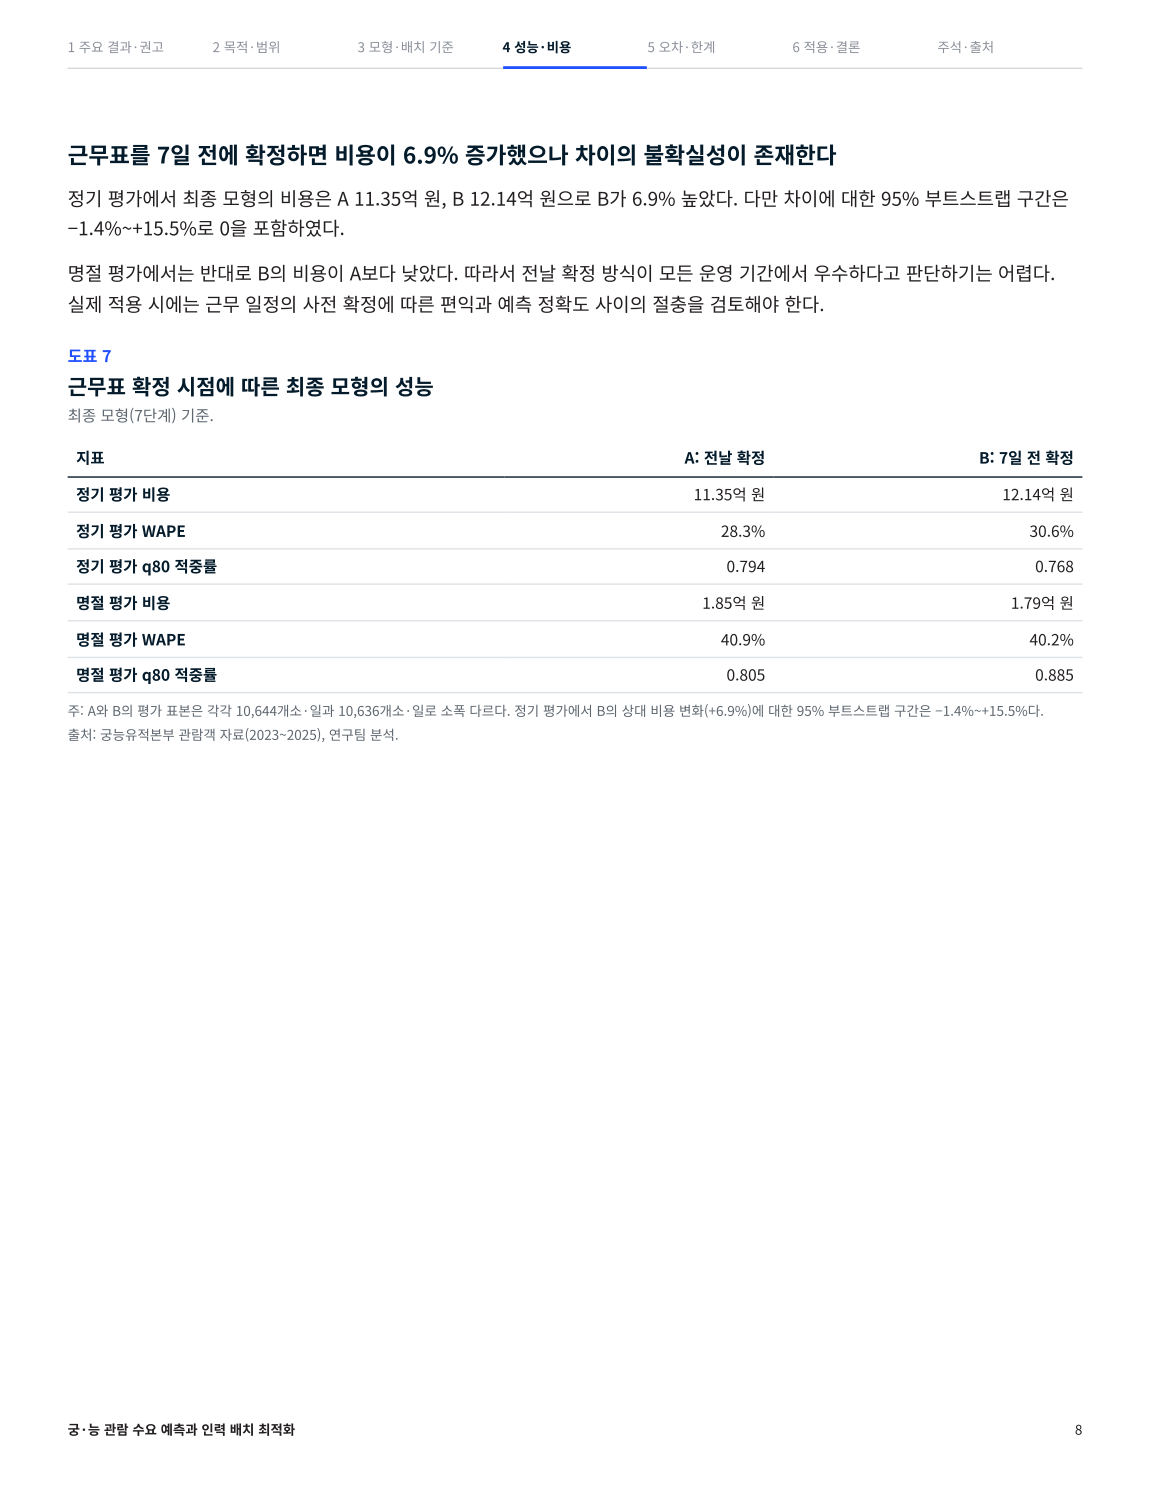 1 주요 결과·권고 2 목적·범위 3 모형·배치 기준 4 성능·비용 5 오차·한계 6 적용·결론 주석·출처
근무표를 7일 전에 확정하면 비용이 6.9% 증가했으나 차이의 불확실성이 존재한다
정기 평가에서 최종 모형의 비용은 A 11.35억 원, B 12.14억 원으로 B가 6.9% 높았다. 다만 차이에 대한 95% 부트스트랩 구간은
−1.4%~+15.5%로 0을 포함하였다.
명절 평가에서는 반대로 B의 비용이 A보다 낮았다. 따라서 전날 확정 방식이 모든 운영 기간에서 우수하다고 판단하기는 어렵다.
실제 적용 시에는 근무 일정의 사전 확정에 따른 편익과 예측 정확도 사이의 절충을 검토해야 한다.
도표 7
근무표 확정 시점에 따른 최종 모형의 성능
최종 모형(7단계) 기준.
지표 A: 전날 확정 B: 7일 전 확정
정기 평가 비용 11.35억 원 12.14억 원
정기 평가 WAPE 28.3% 30.6%
정기 평가 q80 적중률 0.794 0.768
명절 평가 비용 1.85억 원 1.79억 원
명절 평가 WAPE 40.9% 40.2%
명절 평가 q80 적중률 0.805 0.885
주: A와 B의 평가 표본은 각각 10,644개소·일과 10,636개소·일로 소폭 다르다. 정기 평가에서 B의 상대 비용 변화(+6.9%)에 대한 95% 부트스트랩 구간은 −1.4%~+15.5%다.
출처: 궁능유적본부 관람객 자료(2023~2025), 연구팀 분석.
궁·능 관람 수요 예측과 인력 배치 최적화 8